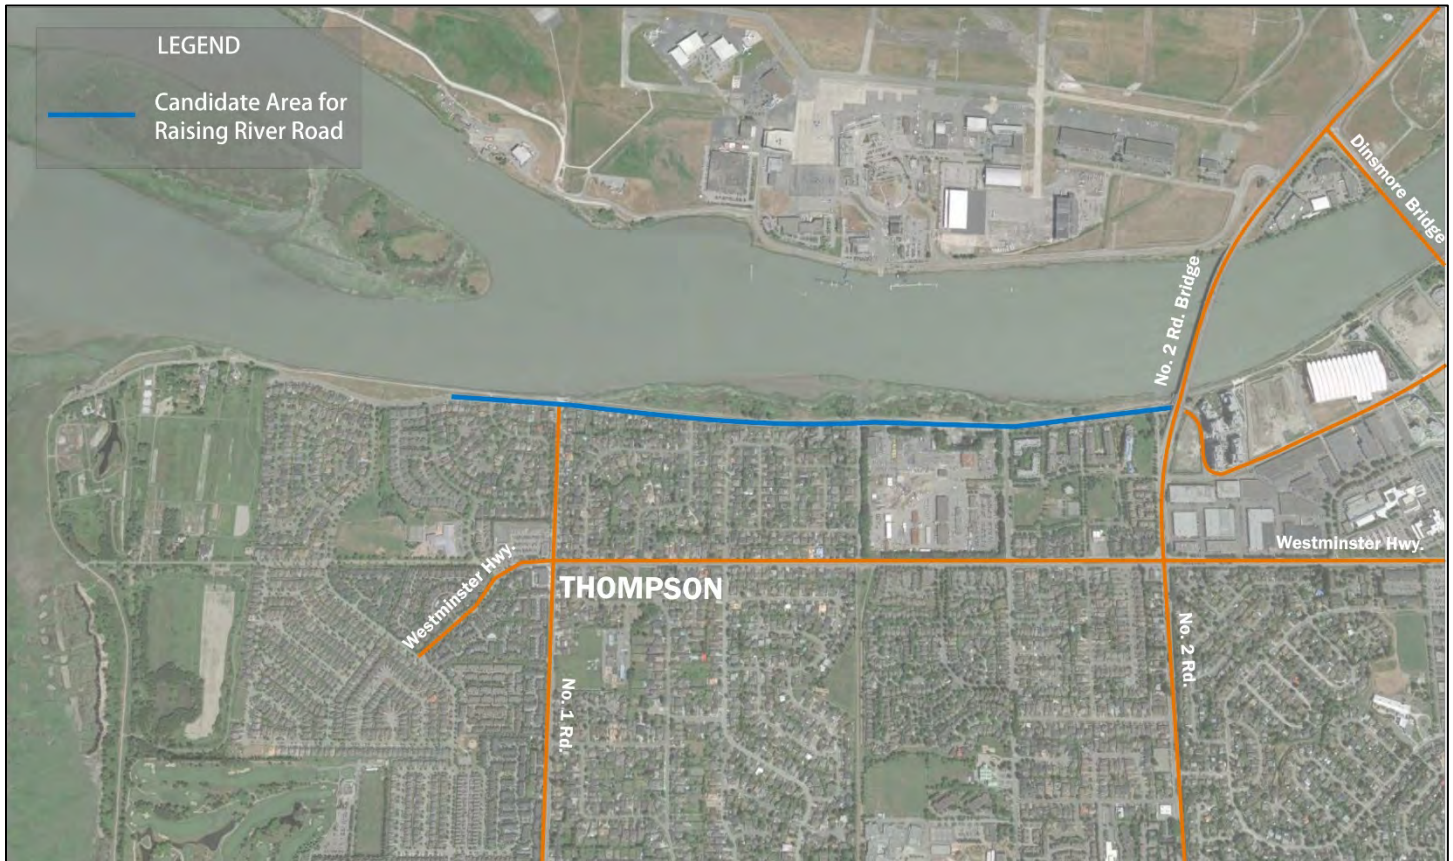 LEGEND
Candidate Area for
Raising River Road
Dinsmore Bridge
No. 2 Rd. Bridge
Westminster Hwy.
Westminster Hwy.
THOMPSON
No. 1 Rd.
No. 2 Rd.